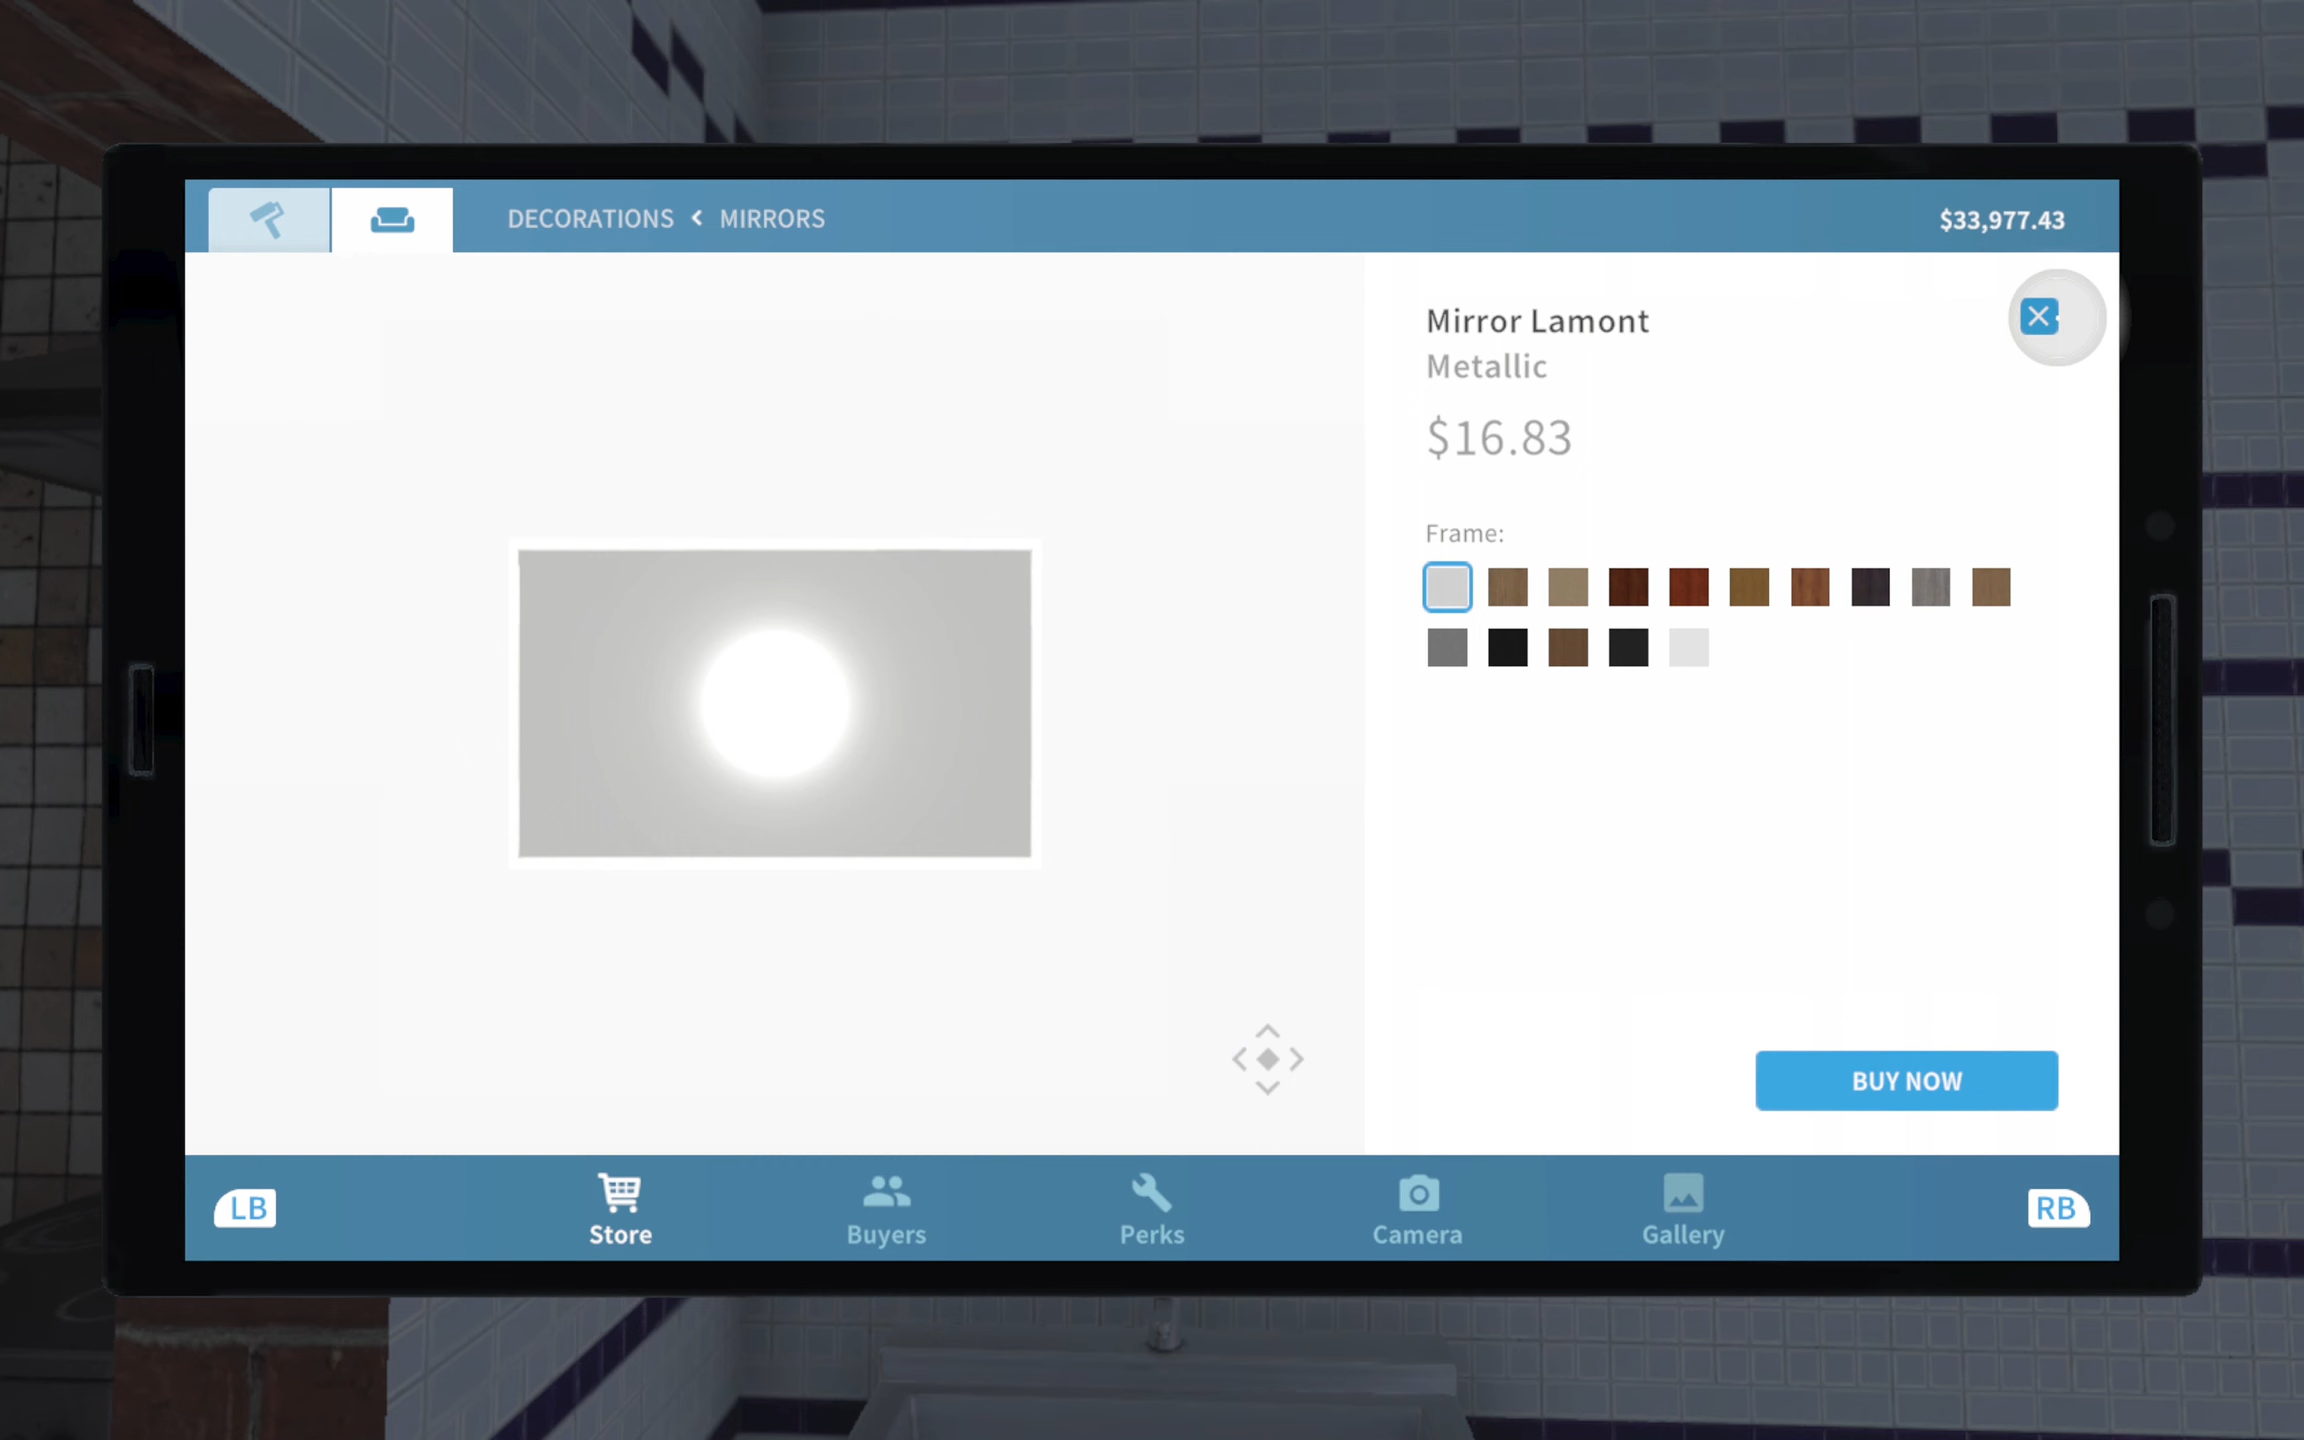 DECORATIONS < MIRRORS
$33,977.43
Mirror Lamont
Metallic
$16.83
Frame:
BUY NOW
LB
Store
Buyers
Perks
Camera
Gallery
RB